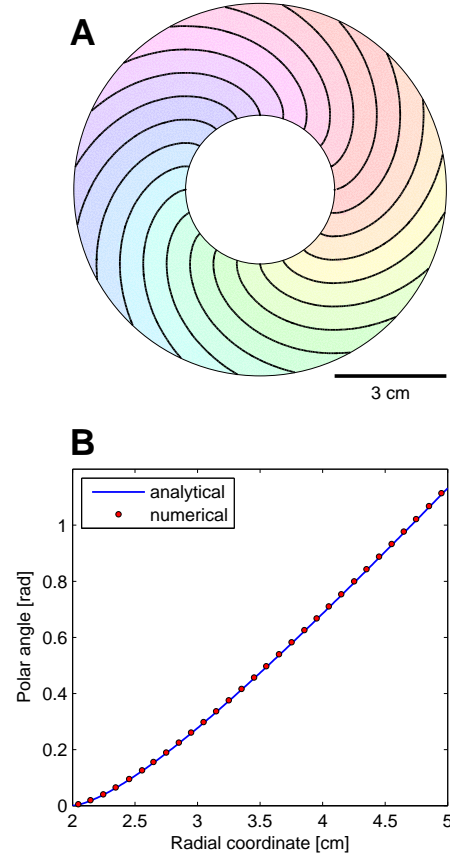 A
3 cm
B
analytical
numerical
Polar angle [rad]
1
0.8
0.6
0.4
0.2
0
2 2.5 3 3.5 4 4.5 5
Radial coordinate [cm]